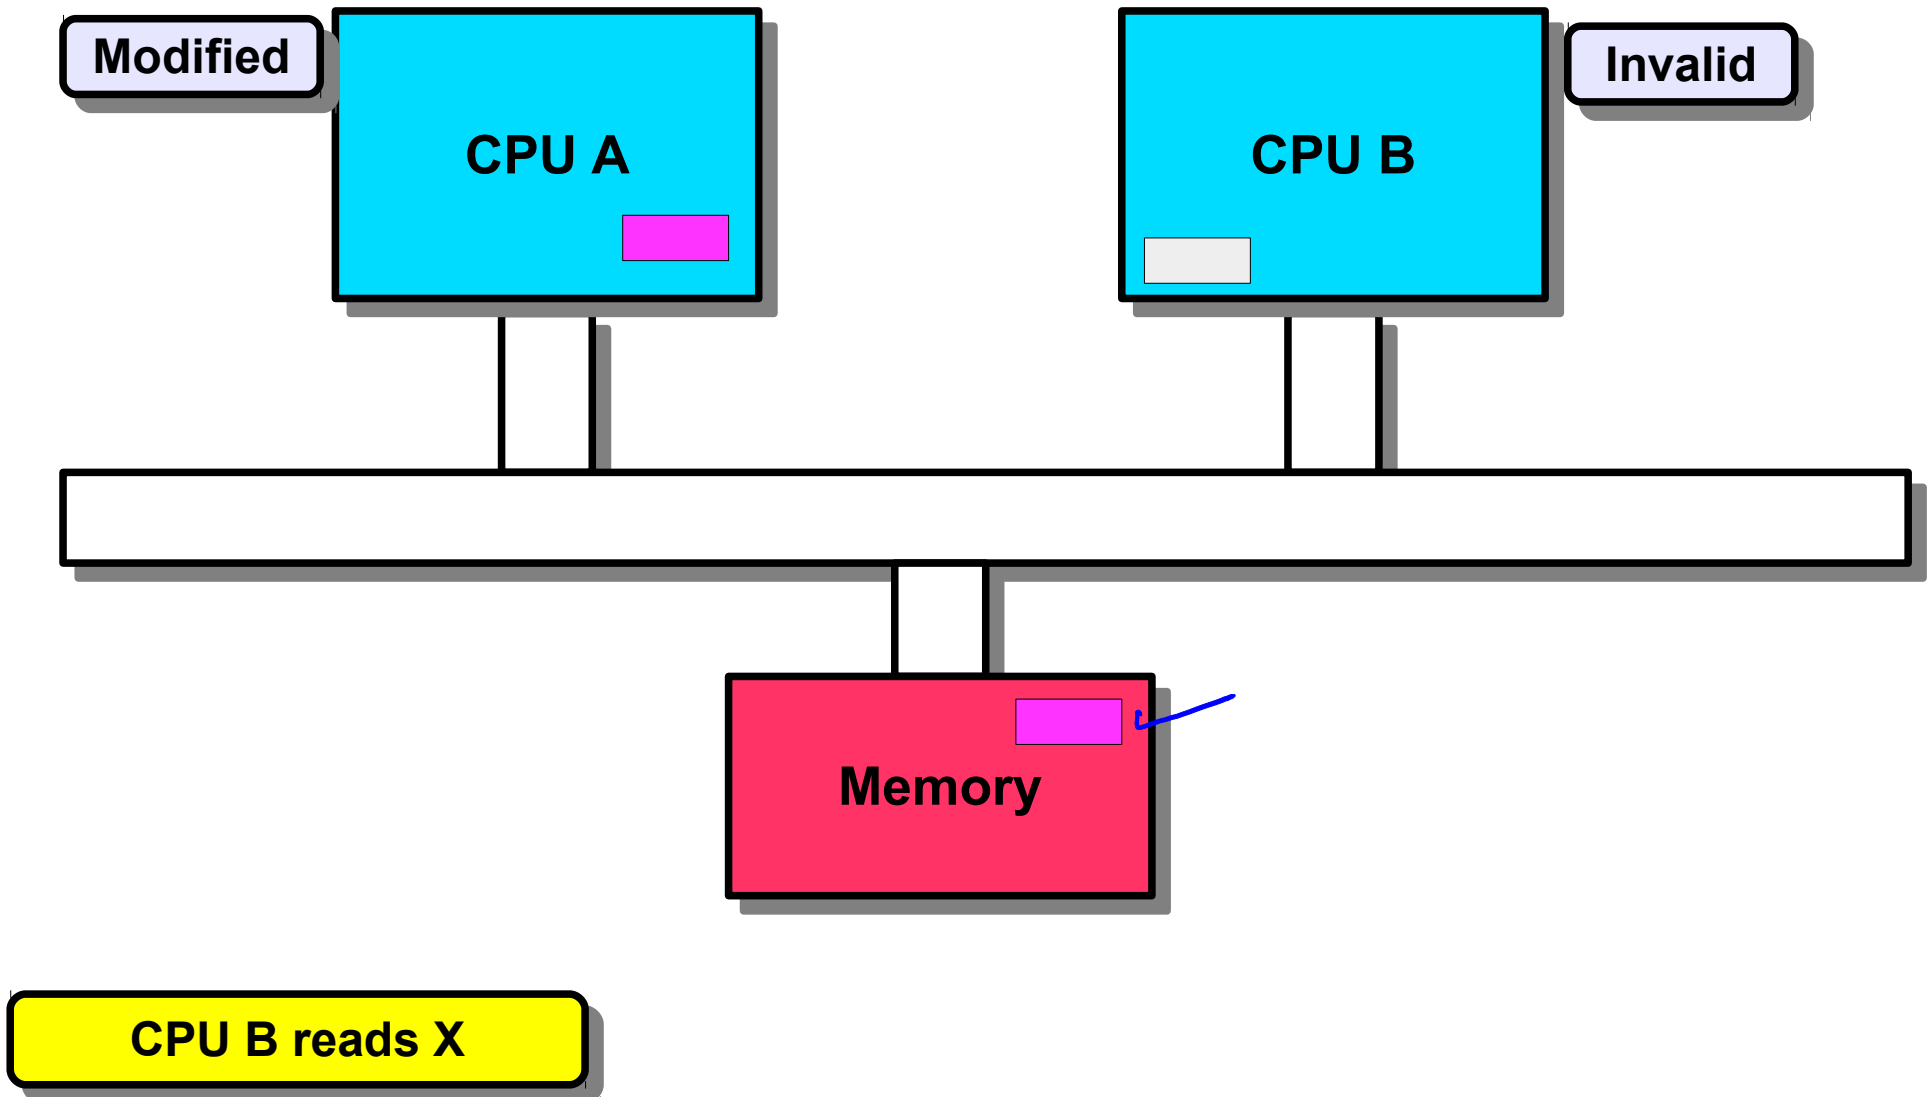 Modified
Invalid
CPU A
CPU B
Memory
CPU B reads X